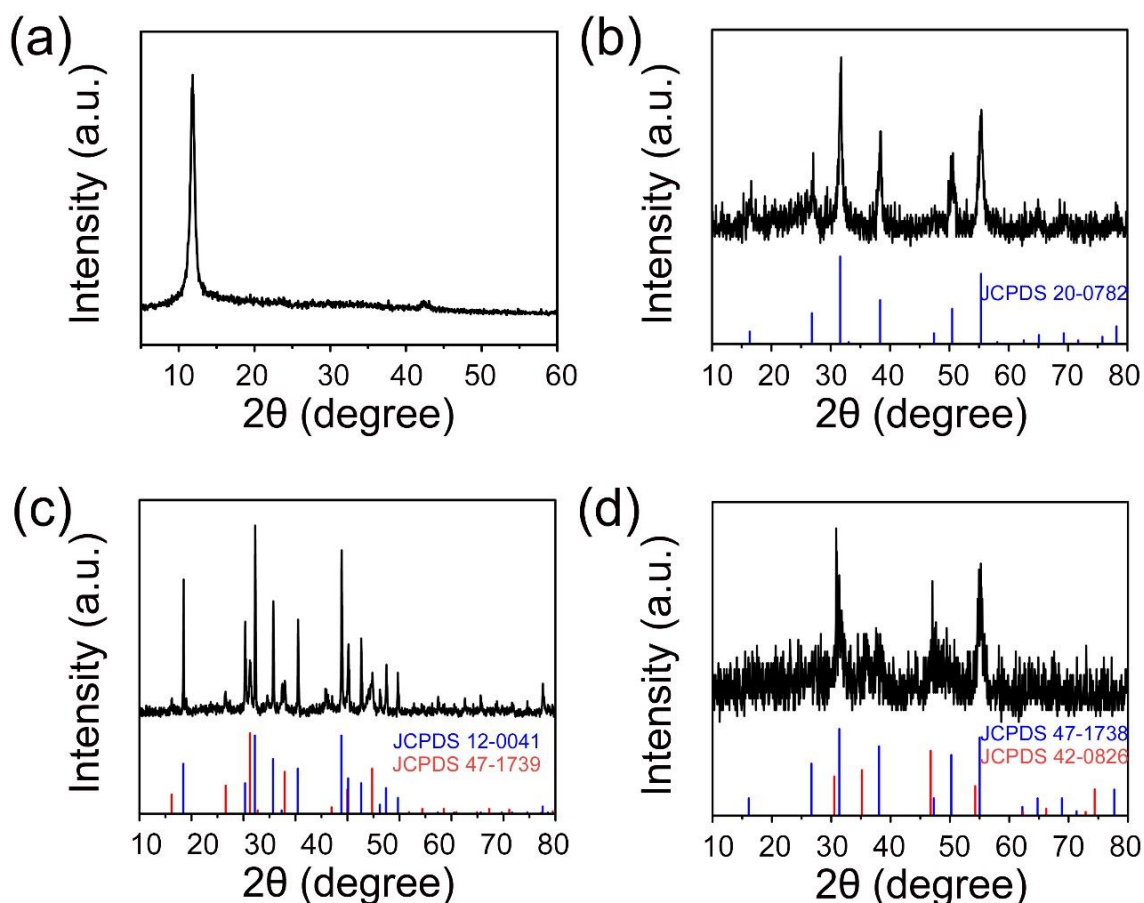 (a)
Intensity (a.u.)
10 20 30 40 50 60
2θ (degree)
(b)
Intensity (a.u.)
JCPDS 20-0782
10 20 30 40 50 60 70 80
2θ (degree)
(c)
Intensity (a.u.)
JCPDS 12-0041
JCPDS 47-1739
10 20 30 40 50 60 70 80
2θ (degree)
(d)
Intensity (a.u.)
JCPDS 47-1738
JCPDS 42-0826
10 20 30 40 50 60 70 80
2θ (degree)